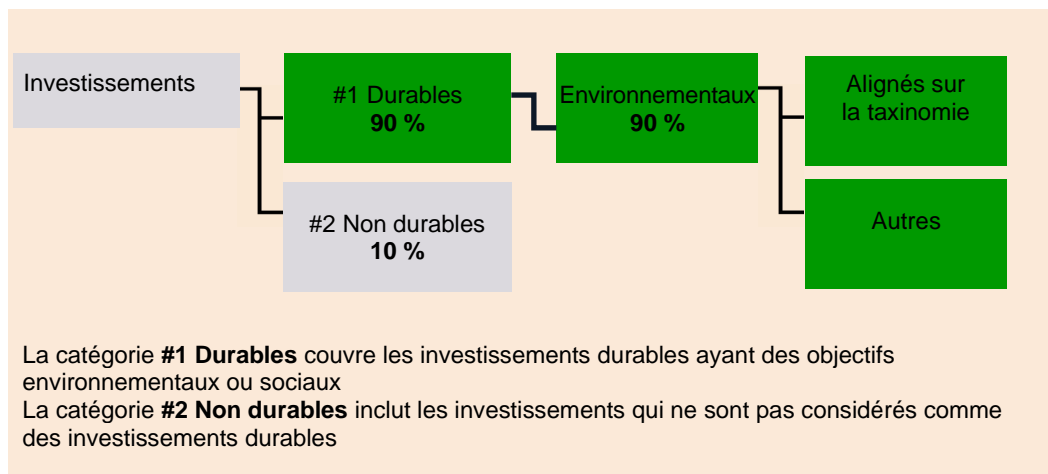 Investissements
#1 Durables
90 %
Environnementaux
90 %
Alignés sur
la taxinomie
#2 Non durables
10 %
Autres
La catégorie #1 Durables couvre les investissements durables ayant des objectifs
environnementaux ou sociaux
La catégorie #2 Non durables inclut les investissements qui ne sont pas considérés comme
des investissements durables